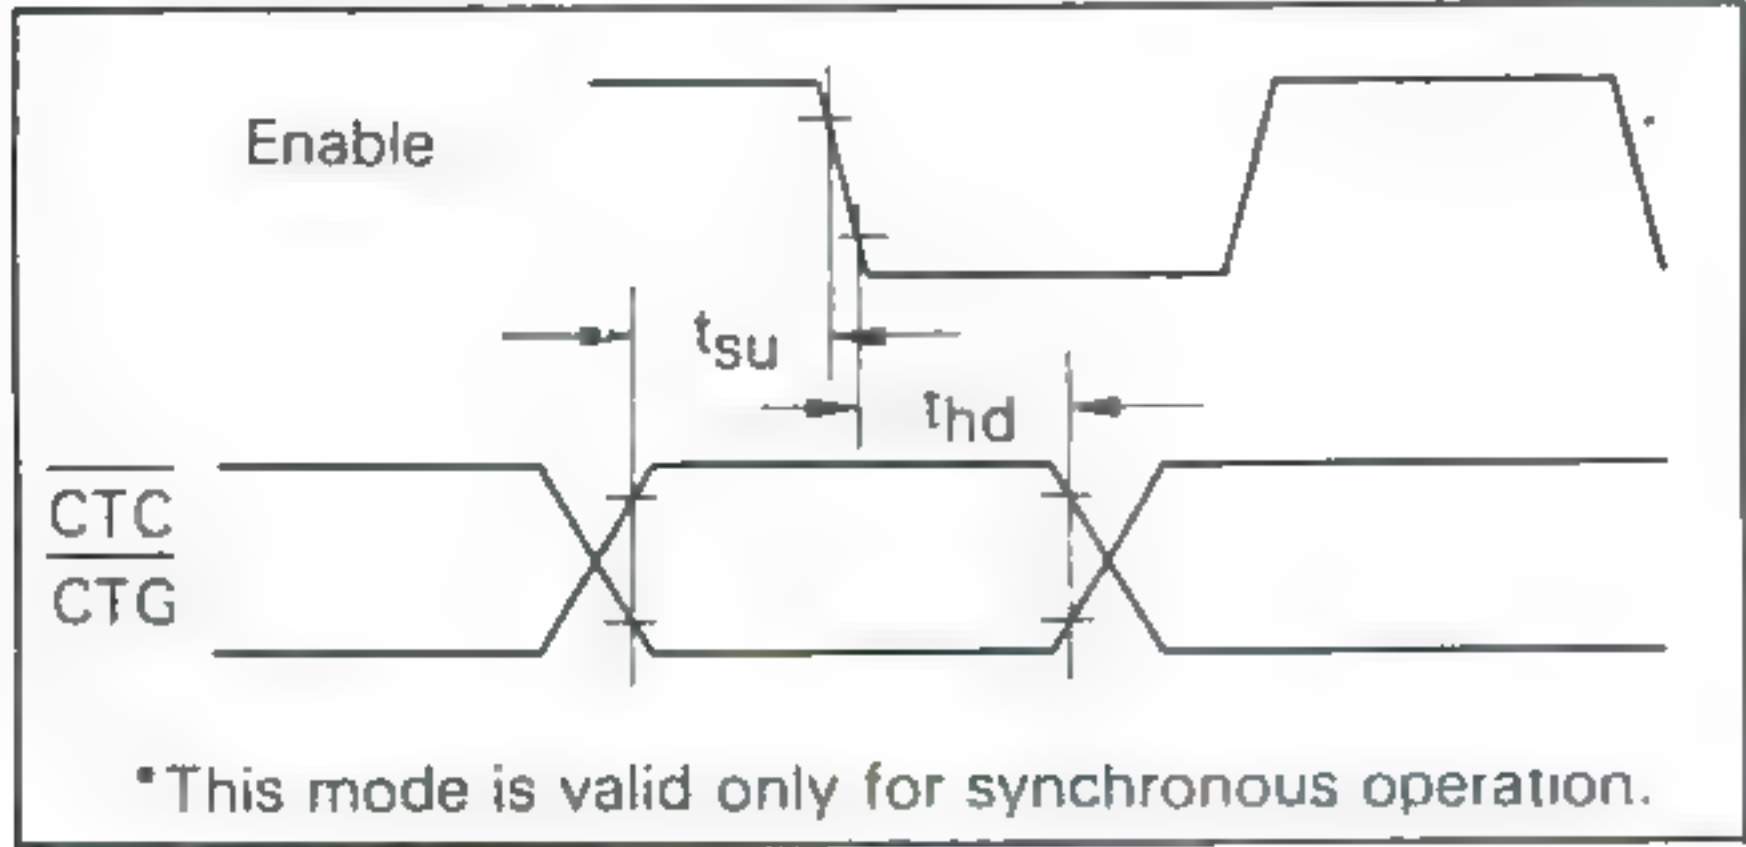 Enable
tsu
thd
CTC
CTG
*This mode is valid only for synchronous operation.